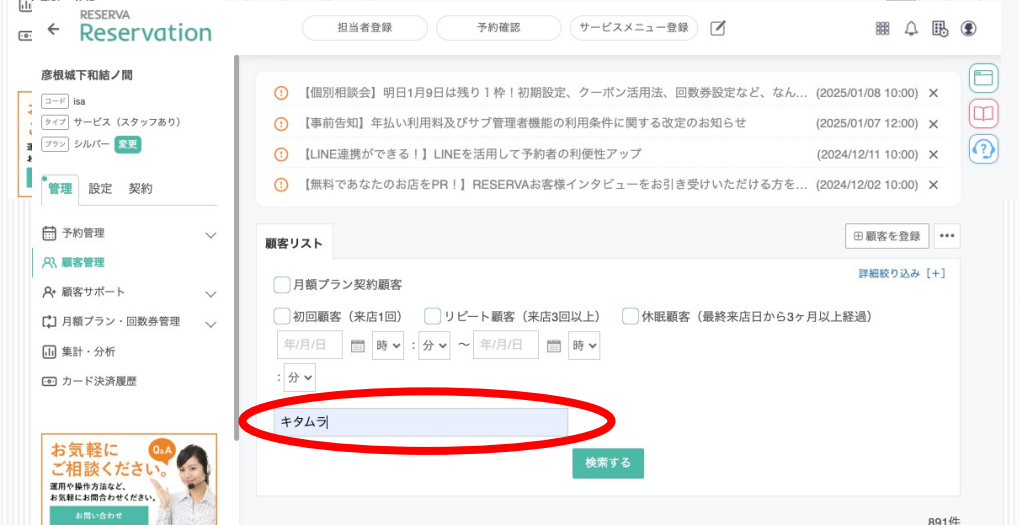 RESERVA
Reservation
担当者登録
予約確認
サービスメニュー登録
彦根城下和結ノ間
コード isa
タイプ サービス（スタッフあり）
プラン シルバー 変更
管理 設定 契約
予約管理
顧客管理
顧客サポート
月額プラン・回数券管理
集計・分析
カード決済履歴
お気軽に
ご相談ください。
Q&A
運用や操作方法など、
お気軽にお問合わせください。
お問い合わせ
【個別相談会】明日1月9日は残り１枠！初期設定、クーポン活用法、回数券設定など、なん... (2025/01/08 10:00) ×
【事前告知】年払い利用料及びサブ管理者機能の利用条件に関する改定のお知らせ (2025/01/07 12:00) ×
【LINE連携ができる！】LINEを活用して予約者の利便性アップ (2024/12/11 10:00) ×
【無料であなたのお店をPR！】RESERVAお客様インタビューをお引き受けいただける方を... (2024/12/02 10:00) ×
顧客リスト
顧客を登録
詳細絞り込み [+]
月額プラン契約顧客
初回顧客（来店1回） リピート顧客（来店3回以上） 休眠顧客（最終来店日から3ヶ月以上経過）
年/月/日 時 : 分 〜 年/月/日 時
: 分
キタムラ
検索する
891件